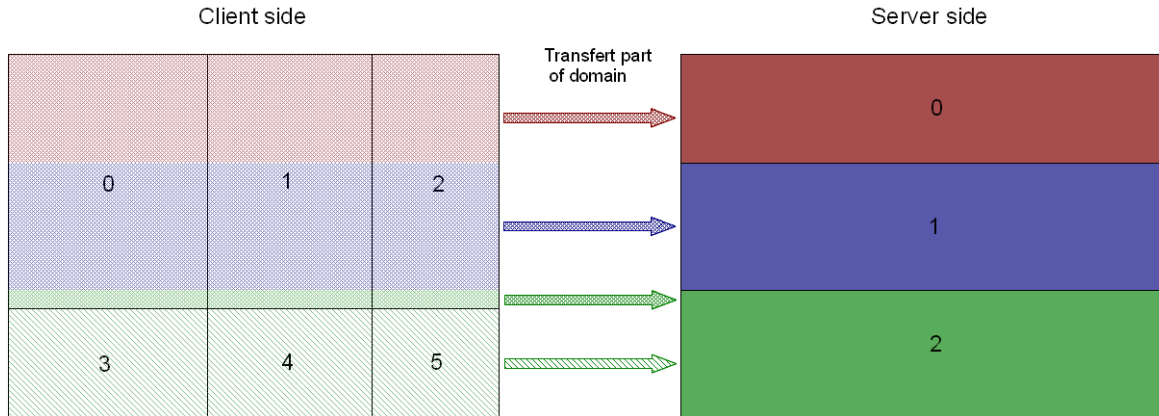 Client side
Server side
Transfert part
of domain
0
0 1 2
1
2
3 4 5